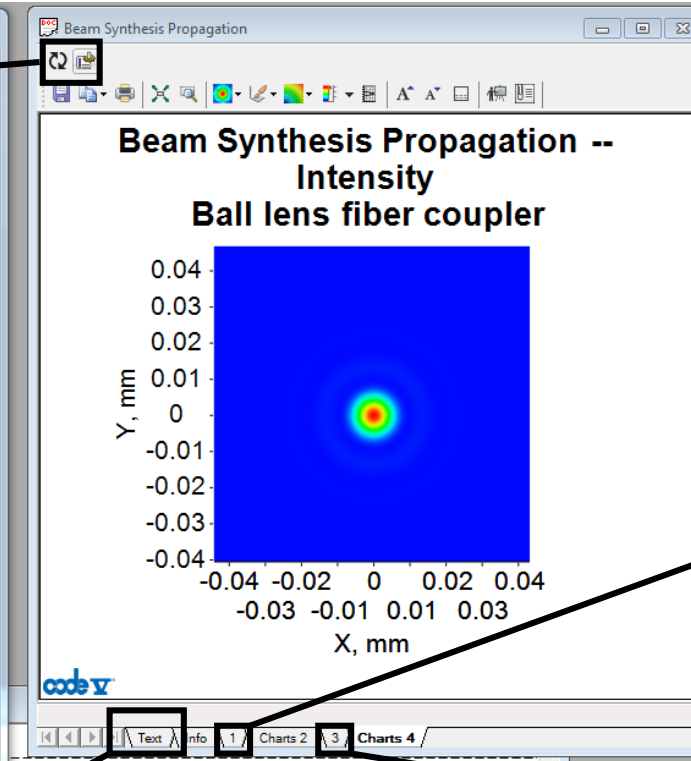 DOC
Beam Synthesis Propagation
A A
Beam Synthesis Propagation --
Intensity
Ball lens fiber coupler
0.04
0.03
0.02
0.01
0
-0.01
-0.02
-0.03
-0.04
Y, mm
-0.04 -0.02 0 0.02 0.04
-0.03 -0.01 0.01 0.03
X, mm
code V
Text Info 1 Charts 2 3 Charts 4